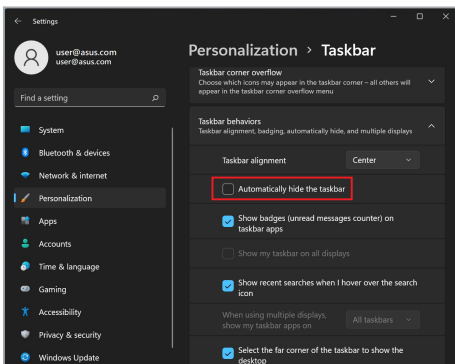 Settings
user@asus.com
user@asus.com
Find a setting
System
Bluetooth & devices
Network & internet
Personalization
Apps
Accounts
Time & language
Gaming
Accessibility
Privacy & security
Windows Update
Personalization > Taskbar
Taskbar corner overflow
Choose which icons may appear in the taskbar corner – all others will
appear in the taskbar corner overflow menu
Taskbar behaviors
Taskbar alignment, badging, automatically hide, and multiple displays
Taskbar alignment
Center
Automatically hide the taskbar
Show badges (unread messages counter) on
taskbar apps
Show my taskbar on all displays
Show recent searches when I hover over the search
icon
When using multiple displays,
show my taskbar apps on
All taskbars
Select the far corner of the taskbar to show the
desktop